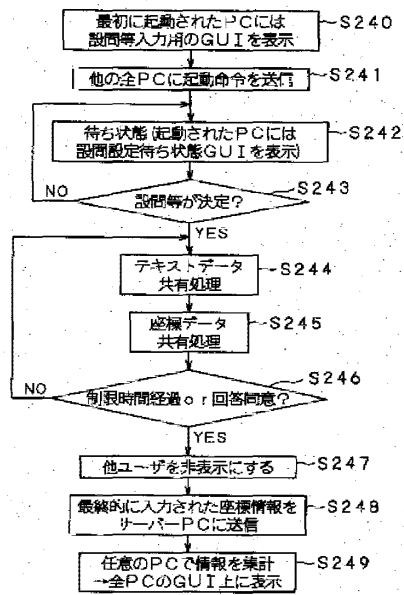 最初に起動されたPCには
設問等入力用のGUIを表示
S240
他の全PCに起動命令を送信
S241
待ち状態(起動されたPCには
設問設定待ち状態GUIを表示)
S242
NO
設問等が決定?
S243
YES
テキストデータ
共有処理
S244
座標データ
共有処理
S245
NO
制限時間経過or回答同意?
S246
YES
他ユーザを非表示にする
S247
最終的に入力された座標情報を
サーバーPCに送信
S248
任意のPCで情報を集計
→全PCのGUI上に表示
S249